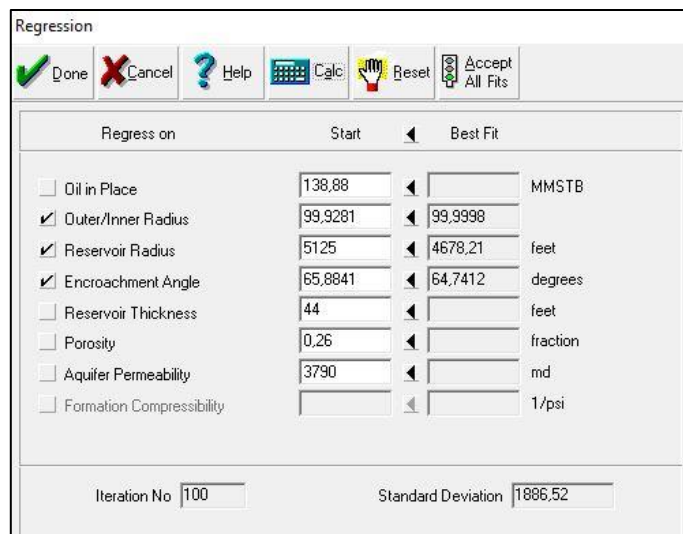 Regression
Done Cancel Help Calc Reset Accept All Fits
Regress on Start Best Fit
Oil in Place 138,88 MMSTB
Outer/Inner Radius 99,9281 99,9998
Reservoir Radius 5125 4678,21 feet
Encroachment Angle 65,8841 64,7412 degrees
Reservoir Thickness 44 feet
Porosity 0,26 fraction
Aquifer Permeability 3790 md
Formation Compressibility 1/psi
Iteration No 100 Standard Deviation 1886,52